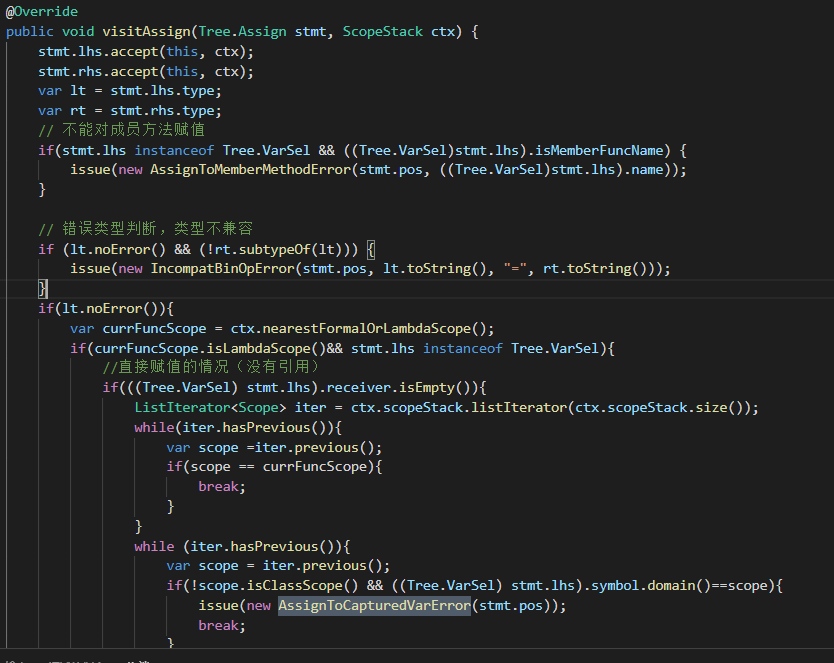 @Override
public void visitAssign(Tree.Assign stmt, ScopeStack ctx) {
stmt.lhs.accept(this, ctx);
stmt.rhs.accept(this, ctx);
var lt = stmt.lhs.type;
var rt = stmt.rhs.type;
// 不能对成员方法赋值
if(stmt.lhs instanceof Tree.VarSel && ((Tree.VarSel)stmt.lhs).isMemberFuncName) {
issue(new AssignToMemberMethodError(stmt.pos, ((Tree.VarSel)stmt.lhs).name));
}
// 错误类型判断，类型不兼容
if (lt.noError() && (!rt.subtypeOf(lt))) {
issue(new IncompatBinOpError(stmt.pos, lt.toString(), "=", rt.toString()));
}
if(lt.noError()){
var currFuncScope = ctx.nearestFormalOrLambdaScope();
if(currFuncScope.isLambdaScope()&& stmt.lhs instanceof Tree.VarSel){
//直接赋值的情况（没有引用）
if(((Tree.VarSel) stmt.lhs).receiver.isEmpty()){
ListIterator<Scope> iter = ctx.scopeStack.listIterator(ctx.scopeStack.size());
while(iter.hasPrevious()){
var scope =iter.previous();
if(scope == currFuncScope){
break;
}
}
while (iter.hasPrevious()){
var scope = iter.previous();
if(!scope.isClassScope() && ((Tree.VarSel) stmt.lhs).symbol.domain()==scope){
issue(new AssignToCapturedVarError(stmt.pos));
break;
}